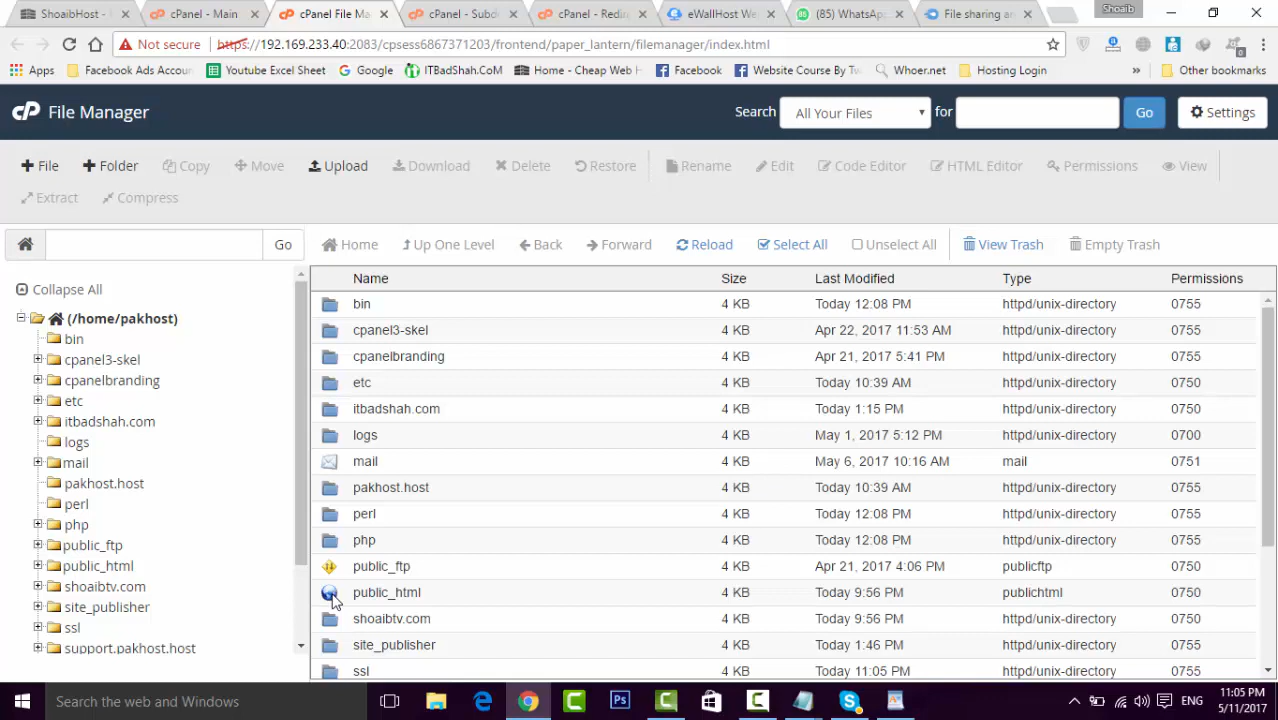 ShoaibHost -
cPanel - Main
cPanel File Ma
cPanel - Subd
cPanel - Redi
eWallHost We
(85) WhatsAp
File sharing an
Shoaib
Not secure
https://192.169.233.40:2083/cpsess6867371203/frontend/paper_lantern/filemanager/index.html
0
Apps
Facebook Ads Accou
Youtube Excel Sheet
Google
ITBadShah.CoM
Home - Cheap Web H
Facebook
Website Course By Tw
Whoer.net
Hosting Login
»
Other bookmarks
cP File Manager
Search
All Your Files
for
Go
Settings
File
Folder
Copy
Move
Upload
Download
Delete
Restore
Rename
Edit
Code Editor
HTML Editor
Permissions
View
Extract
Compress
Go
Home
Up One Level
Back
Forward
Reload
Select All
Unselect All
View Trash
Empty Trash
Collapse All
(/home/pakhost)
bin
cpanel3-skel
cpanelbranding
etc
itbadshah.com
logs
mail
pakhost.host
perl
php
public_ftp
public_html
shoaibtv.com
site_publisher
ssl
support.pakhost.host
Name Size Last Modified Type Permissions
bin 4 KB Today 12:08 PM httpd/unix-directory 0755
cpanel3-skel 4 KB Apr 22, 2017 11:53 AM httpd/unix-directory 0755
cpanelbranding 4 KB Apr 21, 2017 5:41 PM httpd/unix-directory 0755
etc 4 KB Today 10:39 AM httpd/unix-directory 0750
itbadshah.com 4 KB Today 1:15 PM httpd/unix-directory 0750
logs 4 KB May 1, 2017 5:12 PM httpd/unix-directory 0700
mail 4 KB May 6, 2017 10:16 AM mail 0751
pakhost.host 4 KB Today 10:39 AM httpd/unix-directory 0755
perl 4 KB Today 12:08 PM httpd/unix-directory 0755
php 4 KB Today 12:08 PM httpd/unix-directory 0755
public_ftp 4 KB Apr 21, 2017 4:06 PM publicftp 0750
public_html 4 KB Today 9:56 PM publichtml 0750
shoaibtv.com 4 KB Today 9:56 PM httpd/unix-directory 0750
site_publisher 4 KB Today 1:46 PM httpd/unix-directory 0755
ssl 4 KB Today 11:05 PM httpd/unix-directory 0755
Search the web and Windows
Ps
ENG
11:05 PM
5/11/2017